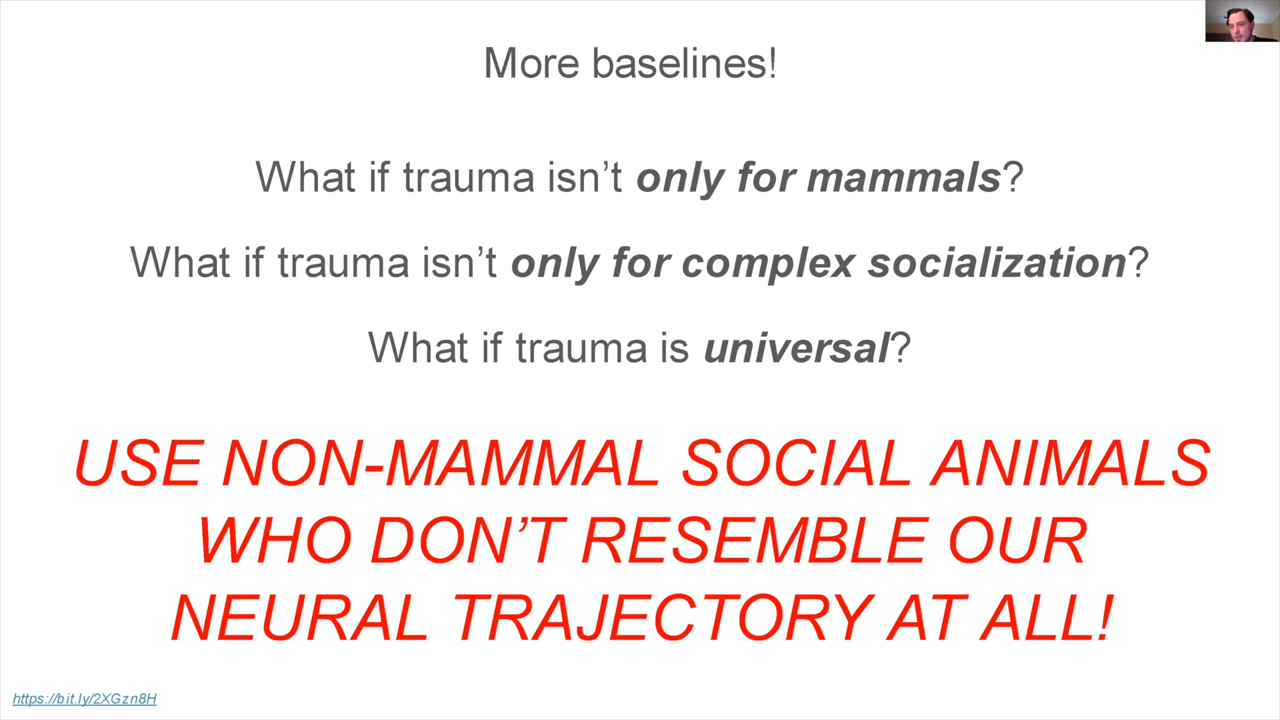 More baselines!
What if trauma isn’t only for mammals?
What if trauma isn’t only for complex socialization?
What if trauma is universal?
USE NON-MAMMAL SOCIAL ANIMALS
WHO DON’T RESEMBLE OUR
NEURAL TRAJECTORY AT ALL!
https://bit.ly/2XGzn8H